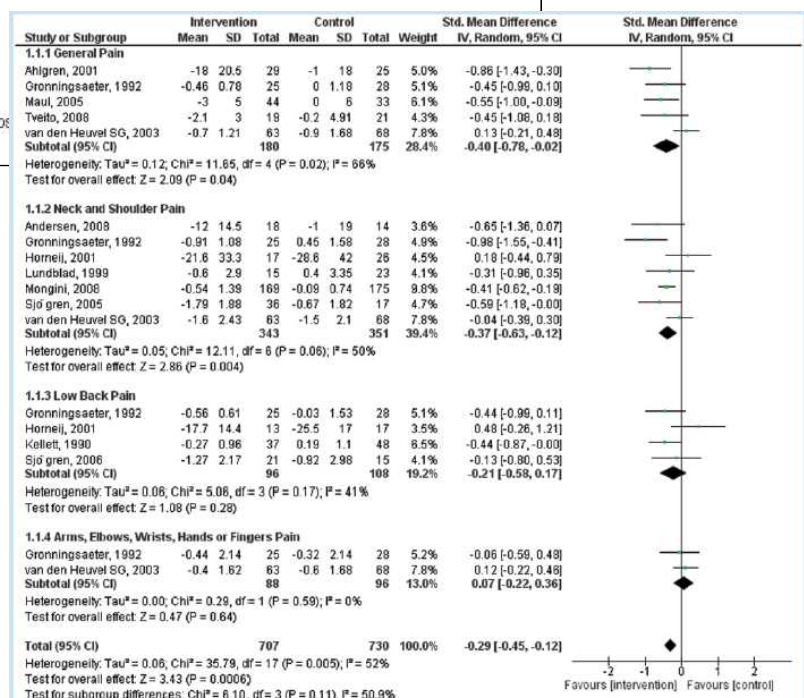 os
Intervention Control Std. Mean Difference Std. Mean Difference
Study or Subgroup Mean SD Total Mean SD Total Weight IV, Random, 95% CI IV, Random, 95% CI
1.1.1 General Pain
Ahlgren, 2001 -18 20.5 29 -1 18 25 5.0% -0.86 [-1.43, -0.30]
Gronningsaeter, 1992 -0.46 0.78 25 0 1.18 28 5.1% -0.45 [-0.99, 0.10]
Maul, 2005 -3 5 44 0 6 33 6.1% -0.55 [-1.00, -0.09]
Tveito, 2008 -2.1 3 19 -0.2 4.91 21 4.3% -0.45 [-1.08, 0.18]
van den Heuvel SG, 2003 -0.7 1.21 63 -0.9 1.68 68 7.8% 0.13 [-0.21, 0.48]
Subtotal (95% CI) 180 175 28.4% -0.40 [-0.78, -0.02]
Heterogeneity: Tau² = 0.12; Chi² = 11.65, df = 4 (P = 0.02); I² = 66%
Test for overall effect: Z = 2.09 (P = 0.04)
1.1.2 Neck and Shoulder Pain
Andersen, 2008 -12 14.5 18 -1 19 14 3.6% -0.65 [-1.36, 0.07]
Gronningsaeter, 1992 -0.91 1.08 25 0.45 1.58 28 4.9% -0.98 [-1.55, -0.41]
Horneij, 2001 -21.6 33.3 17 -28.6 42 26 4.4% 0.18 [-0.44, 0.79]
Lundblad, 1999 -0.6 2.9 15 0.4 3.35 23 4.1% -0.31 [-0.96, 0.35]
Mongini, 2008 -0.54 1.39 169 -0.09 0.74 175 9.8% -0.41 [-0.62, -0.19]
Sjö gren, 2005 -1.79 1.88 36 -0.67 1.82 17 4.7% -0.59 [-1.18, -0.00]
van den Heuvel SG, 2003 -1.6 2.43 63 -1.5 2.1 68 7.8% -0.04 [-0.39, 0.30]
Subtotal (95% CI) 343 351 39.4% -0.37 [-0.63, -0.12]
Heterogeneity: Tau² = 0.05; Chi² = 12.11, df = 6 (P = 0.06); I² = 50%
Test for overall effect: Z = 2.86 (P = 0.004)
1.1.3 Low Back Pain
Gronningsaeter, 1992 -0.56 0.61 25 -0.03 1.53 28 5.1% -0.44 [-0.99, 0.11]
Horneij, 2001 -17.7 14.4 13 -25.5 17 17 3.5% 0.48 [-0.26, 1.21]
Kellett, 1990 -0.27 0.96 37 0.19 1.1 48 6.5% -0.44 [-0.87, -0.00]
Sjö gren, 2006 -1.27 2.17 21 -0.92 2.98 15 4.1% -0.13 [-0.80, 0.53]
Subtotal (95% CI) 96 108 19.2% -0.21 [-0.58, 0.17]
Heterogeneity: Tau² = 0.06; Chi² = 5.06, df = 3 (P = 0.17); I² = 41%
Test for overall effect: Z = 1.08 (P = 0.28)
1.1.4 Arms, Elbows, Wrists, Hands or Fingers Pain
Gronningsaeter, 1992 -0.44 2.14 25 -0.32 2.14 28 5.2% -0.06 [-0.59, 0.48]
van den Heuvel SG, 2003 -0.4 1.62 63 -0.6 1.68 68 7.8% 0.12 [-0.22, 0.46]
Subtotal (95% CI) 88 96 13.0% 0.07 [-0.22, 0.36]
Heterogeneity: Tau² = 0.00; Chi² = 0.29, df = 1 (P = 0.59); I² = 0%
Test for overall effect: Z = 0.47 (P = 0.64)
Total (95% CI) 707 730 100.0% -0.29 [-0.45, -0.12]
Heterogeneity: Tau² = 0.06; Chi² = 35.79, df = 17 (P = 0.005); I² = 52%
Test for overall effect: Z = 3.43 (P = 0.0006)
Test for subgroup differences: Chi² = 6.10, df = 3 (P = 0.11), I² = 50.9%
-2 -1 0 1 2
Favours [intervention] Favours [control]